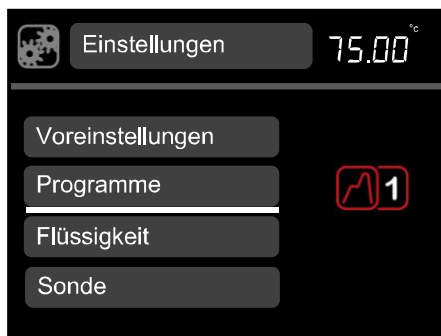 Einstellungen 75.00 °c
Voreinstellungen
Programme 1
Flüssigkeit
Sonde